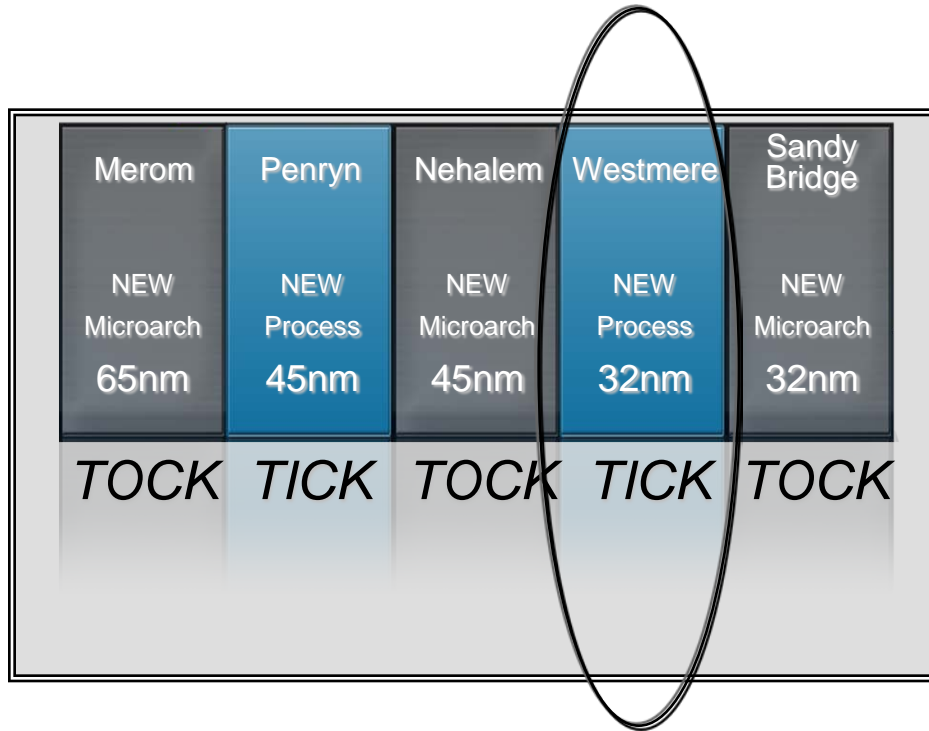 Merom
NEW
Microarch
65nm
TOCK
Penryn
NEW
Process
45nm
TICK
Nehalem
NEW
Microarch
45nm
TOCK
Westmere
NEW
Process
32nm
TICK
Sandy
Bridge
NEW
Microarch
32nm
TOCK